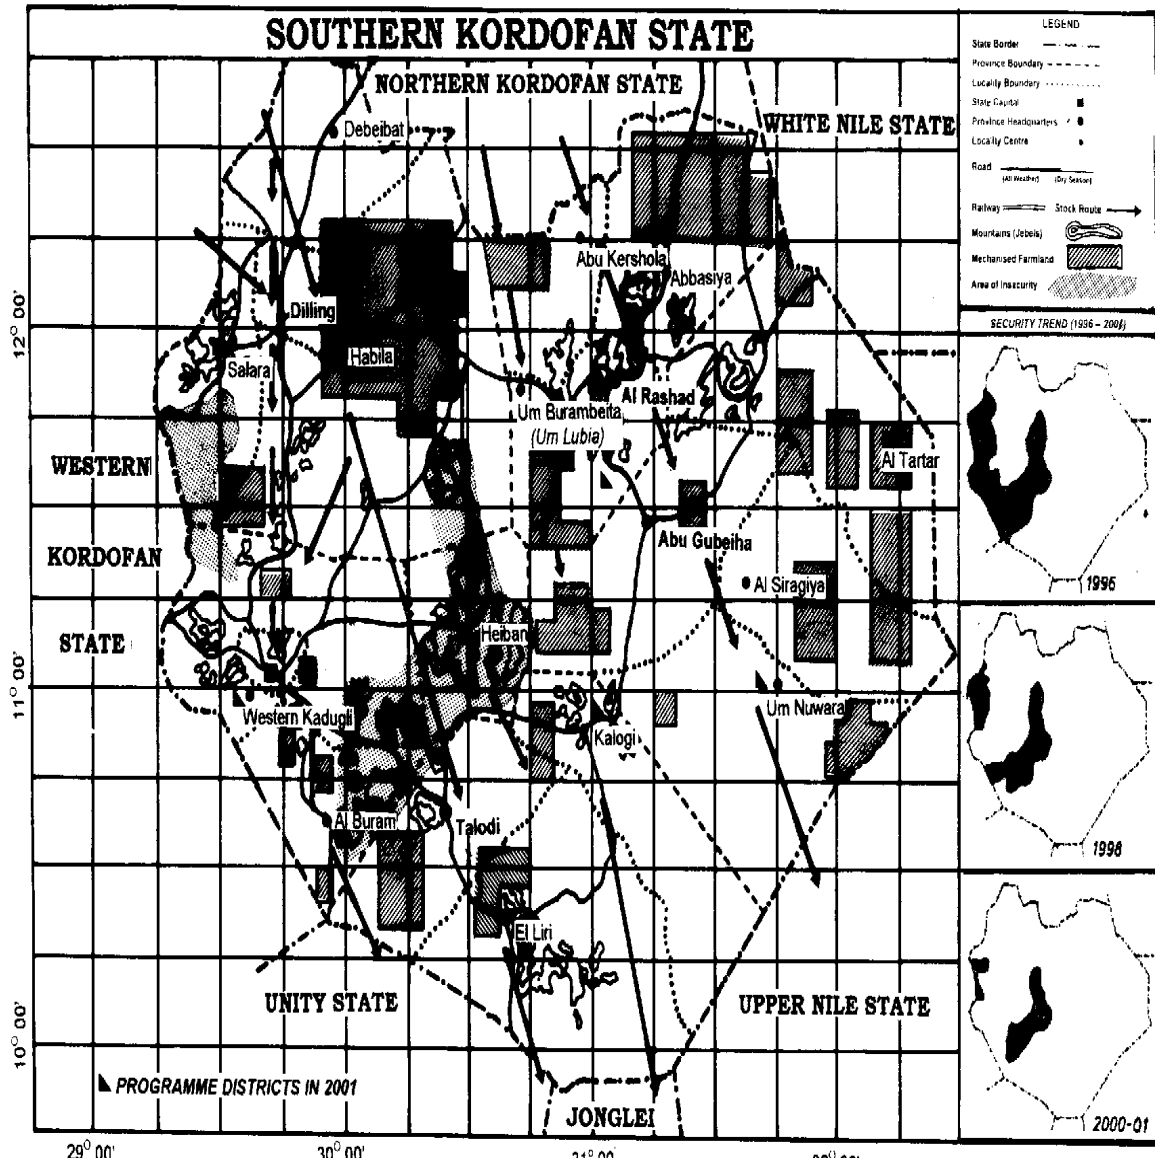 SOUTHERN KORDOFAN STATE
NORTHERN KORDOFAN STATE
WHITE NILE STATE
Debeibat
Abu Kershola
Abbasiya
Dilling
Habila
Salara
Al Rashad
Um Burambeita
(Um Lubia)
WESTERN
Al Tartar
Abu Gubeiha
KORDOFAN
Al Siragiya
Heiban
STATE
Western Kadugli
Um Nuwara
Kalogi
Al Buram
Talodi
El Liri
UNITY STATE
UPPER NILE STATE
PROGRAMME DISTRICTS IN 2001
JONGLEI
12° 00'
11° 00'
10° 00'
29° 00'
30° 00'
LEGEND
State Border
Province Boundary
Locality Boundary
State Capital
Province Headquarters
Locality Centre
Road
(All Weather) (Dry Season)
Railway Stock Route
Mountains (Jebels)
Mechanised Farmland
Area of Insecurity
SECURITY TREND (1996 - 2001)
1996
1998
2000-01